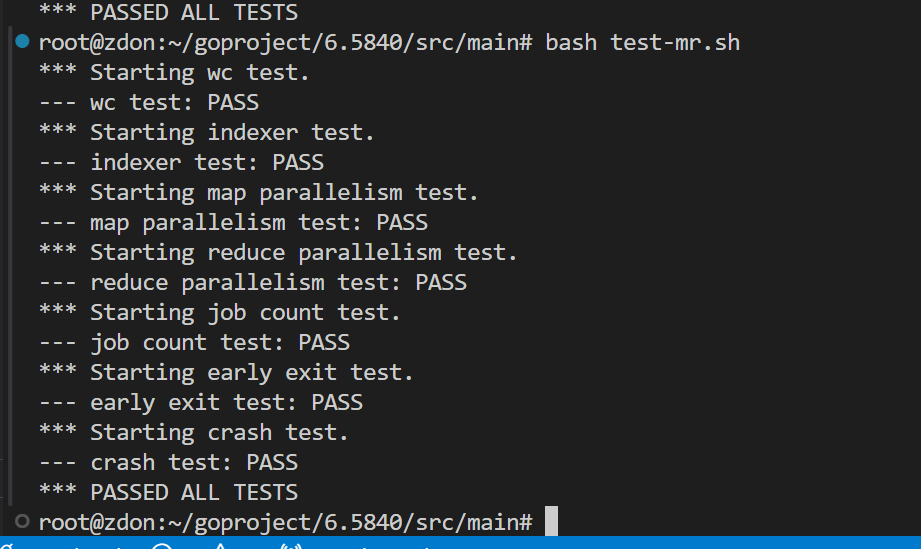 *** PASSED ALL TESTS
root@zdon:~/goproject/6.5840/src/main# bash test-mr.sh
*** Starting wc test.
--- wc test: PASS
*** Starting indexer test.
--- indexer test: PASS
*** Starting map parallelism test.
--- map parallelism test: PASS
*** Starting reduce parallelism test.
--- reduce parallelism test: PASS
*** Starting job count test.
--- job count test: PASS
*** Starting early exit test.
--- early exit test: PASS
*** Starting crash test.
--- crash test: PASS
*** PASSED ALL TESTS
root@zdon:~/goproject/6.5840/src/main#